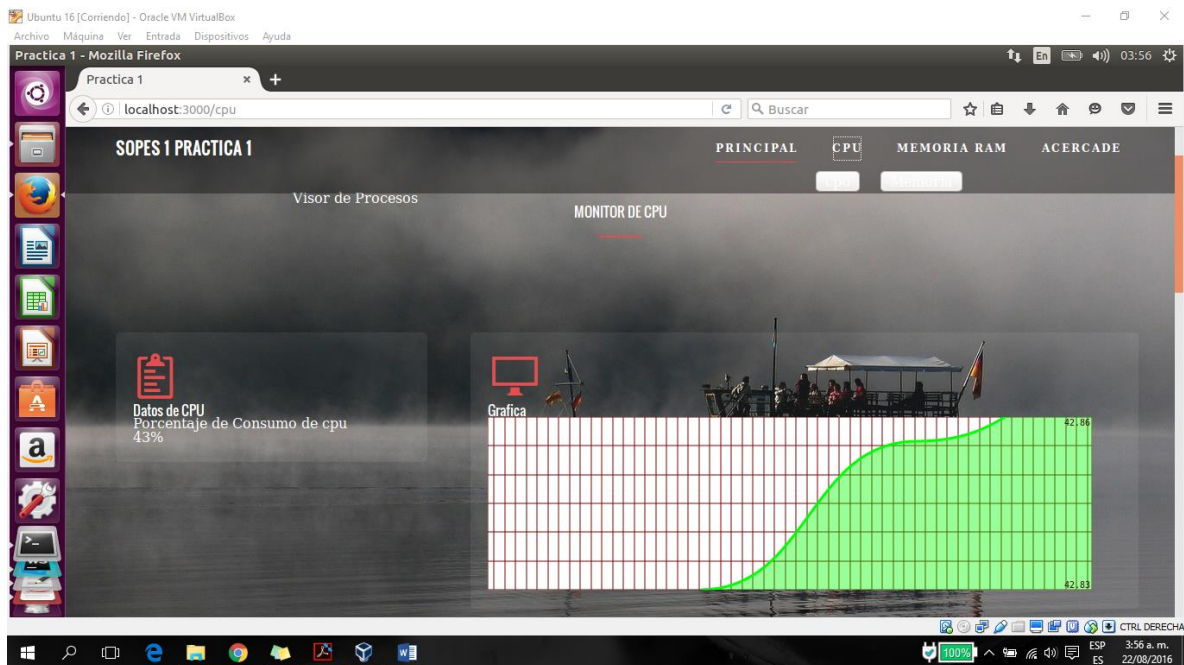 Ubuntu 16 [Corriendo] - Oracle VM VirtualBox
Archivo Máquina Ver Entrada Dispositivos Ayuda
Practica 1 - Mozilla Firefox
En
03:56
Practica 1
localhost:3000/cpu
Buscar
SOPES 1 PRACTICA 1
PRINCIPAL CPU MEMORIA RAM ACERCADE
Visor de Procesos
MONITOR DE CPU
Datos de CPU
Porcentaje de Consumo de cpu
43%
Grafica
42.86
42.83
CTRL DERECHA
100%
ESP
ES
3:56 a. m.
22/08/2016